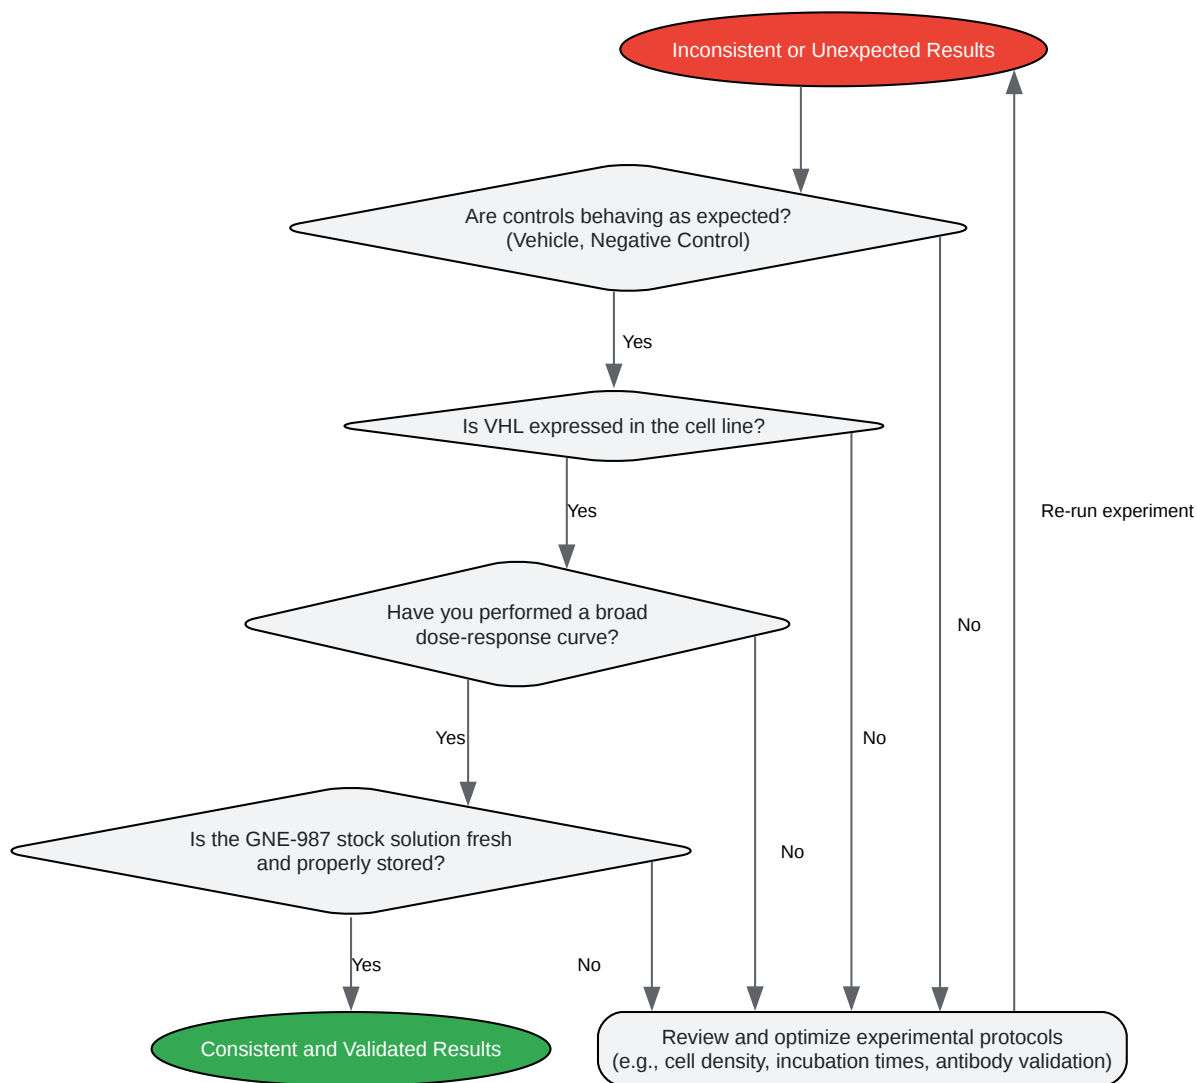 Inconsistent or Unexpected Results
Are controls behaving as expected?
(Vehicle, Negative Control)
Yes
Is VHL expressed in the cell line?
Yes
Re-run experiment
Have you performed a broad
dose-response curve?
No
Yes
No
Is the GNE-987 stock solution fresh
and properly stored?
No
Yes
No
Consistent and Validated Results
Review and optimize experimental protocols
(e.g., cell density, incubation times, antibody validation)